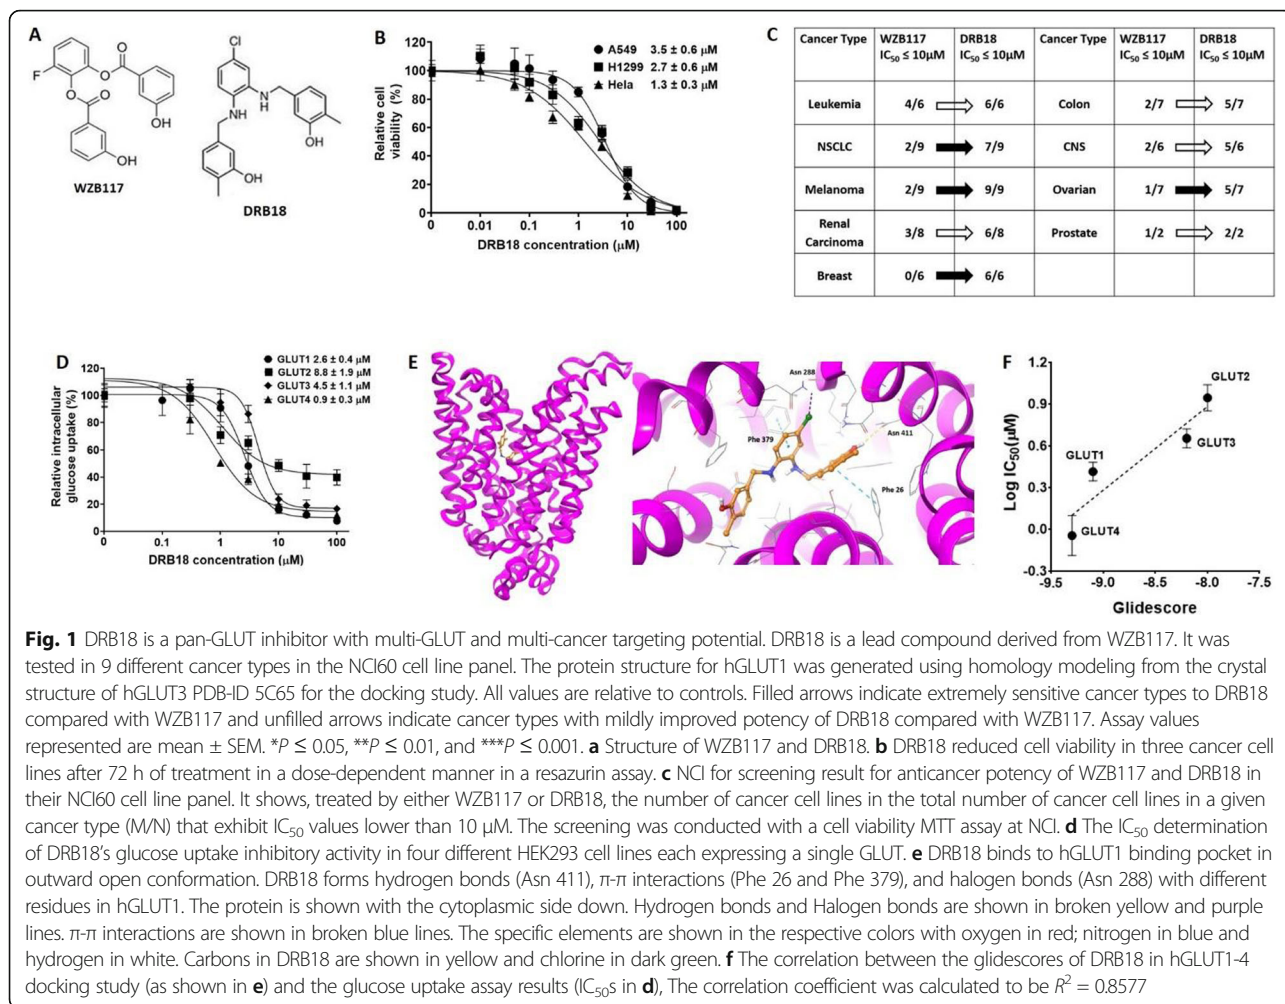 A
F
O
O
O
O
OH
OH
WZB117
Cl
HN
NH
OH
OH
DRB18
B
Relative cell
viability (%)
120
100
80
60
40
20
0
0 0.01 0.1 1 10 100
DRB18 concentration (µM)
A549 3.5 ± 0.6 µM
H1299 2.7 ± 0.6 µM
Hela 1.3 ± 0.3 µM
C
Cancer Type WZB117 IC50 ≤ 10µM DRB18 IC50 ≤ 10µM Cancer Type WZB117 IC50 ≤ 10µM DRB18 IC50 ≤ 10µM
Leukemia 4/6 6/6 Colon 2/7 5/7
NSCLC 2/9 7/9 CNS 2/6 5/6
Melanoma 2/9 9/9 Ovarian 1/7 5/7
Renal Carcinoma 3/8 6/8 Prostate 1/2 2/2
Breast 0/6 6/6
D
Relative intracellular
glucose uptake (%)
120
100
80
60
40
20
0
0 0.1 1 10 100
DRB18 concentration (µM)
GLUT1 2.6 ± 0.4 µM
GLUT2 8.8 ± 1.9 µM
GLUT3 4.5 ± 1.1 µM
GLUT4 0.9 ± 0.3 µM
E
Asn 288
Phe 379
Asn 411
Phe 26
F
Log IC50(µM)
1.2
0.9
0.6
0.3
0.0
-0.3
-9.5 -9.0 -8.5 -8.0 -7.5
Glidescore
GLUT2
GLUT3
GLUT1
GLUT4
Fig. 1 DRB18 is a pan-GLUT inhibitor with multi-GLUT and multi-cancer targeting potential. DRB18 is a lead compound derived from WZB117. It was
tested in 9 different cancer types in the NCI60 cell line panel. The protein structure for hGLUT1 was generated using homology modeling from the crystal
structure of hGLUT3 PDB-ID 5C65 for the docking study. All values are relative to controls. Filled arrows indicate extremely sensitive cancer types to DRB18
compared with WZB117 and unfilled arrows indicate cancer types with mildly improved potency of DRB18 compared with WZB117. Assay values
represented are mean ± SEM. *P ≤ 0.05, **P ≤ 0.01, and ***P ≤ 0.001. a Structure of WZB117 and DRB18. b DRB18 reduced cell viability in three cancer cell
lines after 72 h of treatment in a dose-dependent manner in a resazurin assay. c NCI for screening result for anticancer potency of WZB117 and DRB18 in
their NCI60 cell line panel. It shows, treated by either WZB117 or DRB18, the number of cancer cell lines in the total number of cancer cell lines in a given
cancer type (M/N) that exhibit IC50 values lower than 10 µM. The screening was conducted with a cell viability MTT assay at NCI. d The IC50 determination
of DRB18's glucose uptake inhibitory activity in four different HEK293 cell lines each expressing a single GLUT. e DRB18 binds to hGLUT1 binding pocket in
outward open conformation. DRB18 forms hydrogen bonds (Asn 411), π-π interactions (Phe 26 and Phe 379), and halogen bonds (Asn 288) with different
residues in hGLUT1. The protein is shown with the cytoplasmic side down. Hydrogen bonds and Halogen bonds are shown in broken yellow and purple
lines. π-π interactions are shown in broken blue lines. The specific elements are shown in the respective colors with oxygen in red; nitrogen in blue and
hydrogen in white. Carbons in DRB18 are shown in yellow and chlorine in dark green. f The correlation between the glidescores of DRB18 in hGLUT1-4
docking study (as shown in e) and the glucose uptake assay results (IC50s in d), The correlation coefficient was calculated to be R² = 0.8577